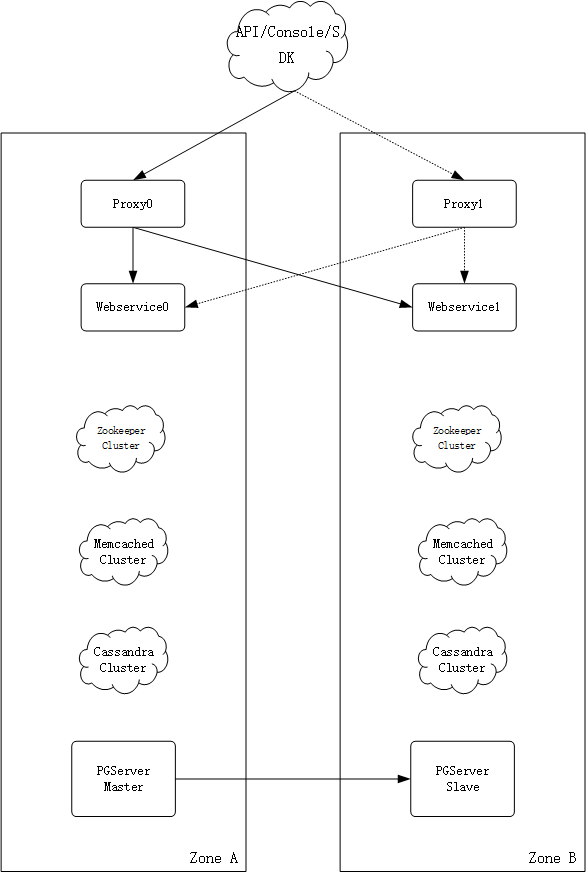 API/Console/S
DK
Proxy0
Proxy1
Webservice0
Webservice1
Zookeeper
Cluster
Zookeeper
Cluster
Memcached
Cluster
Memcached
Cluster
Cassandra
Cluster
Cassandra
Cluster
PGServer
Master
PGServer
Slave
Zone A
Zone B